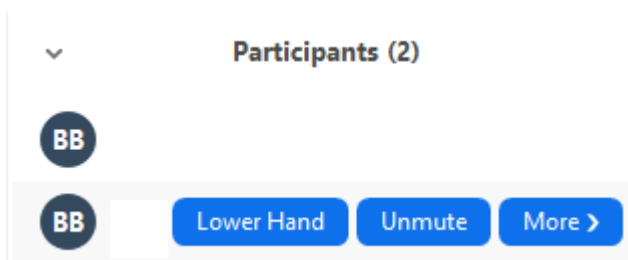 Participants (2)
BB
BB Lower Hand Unmute More ❯